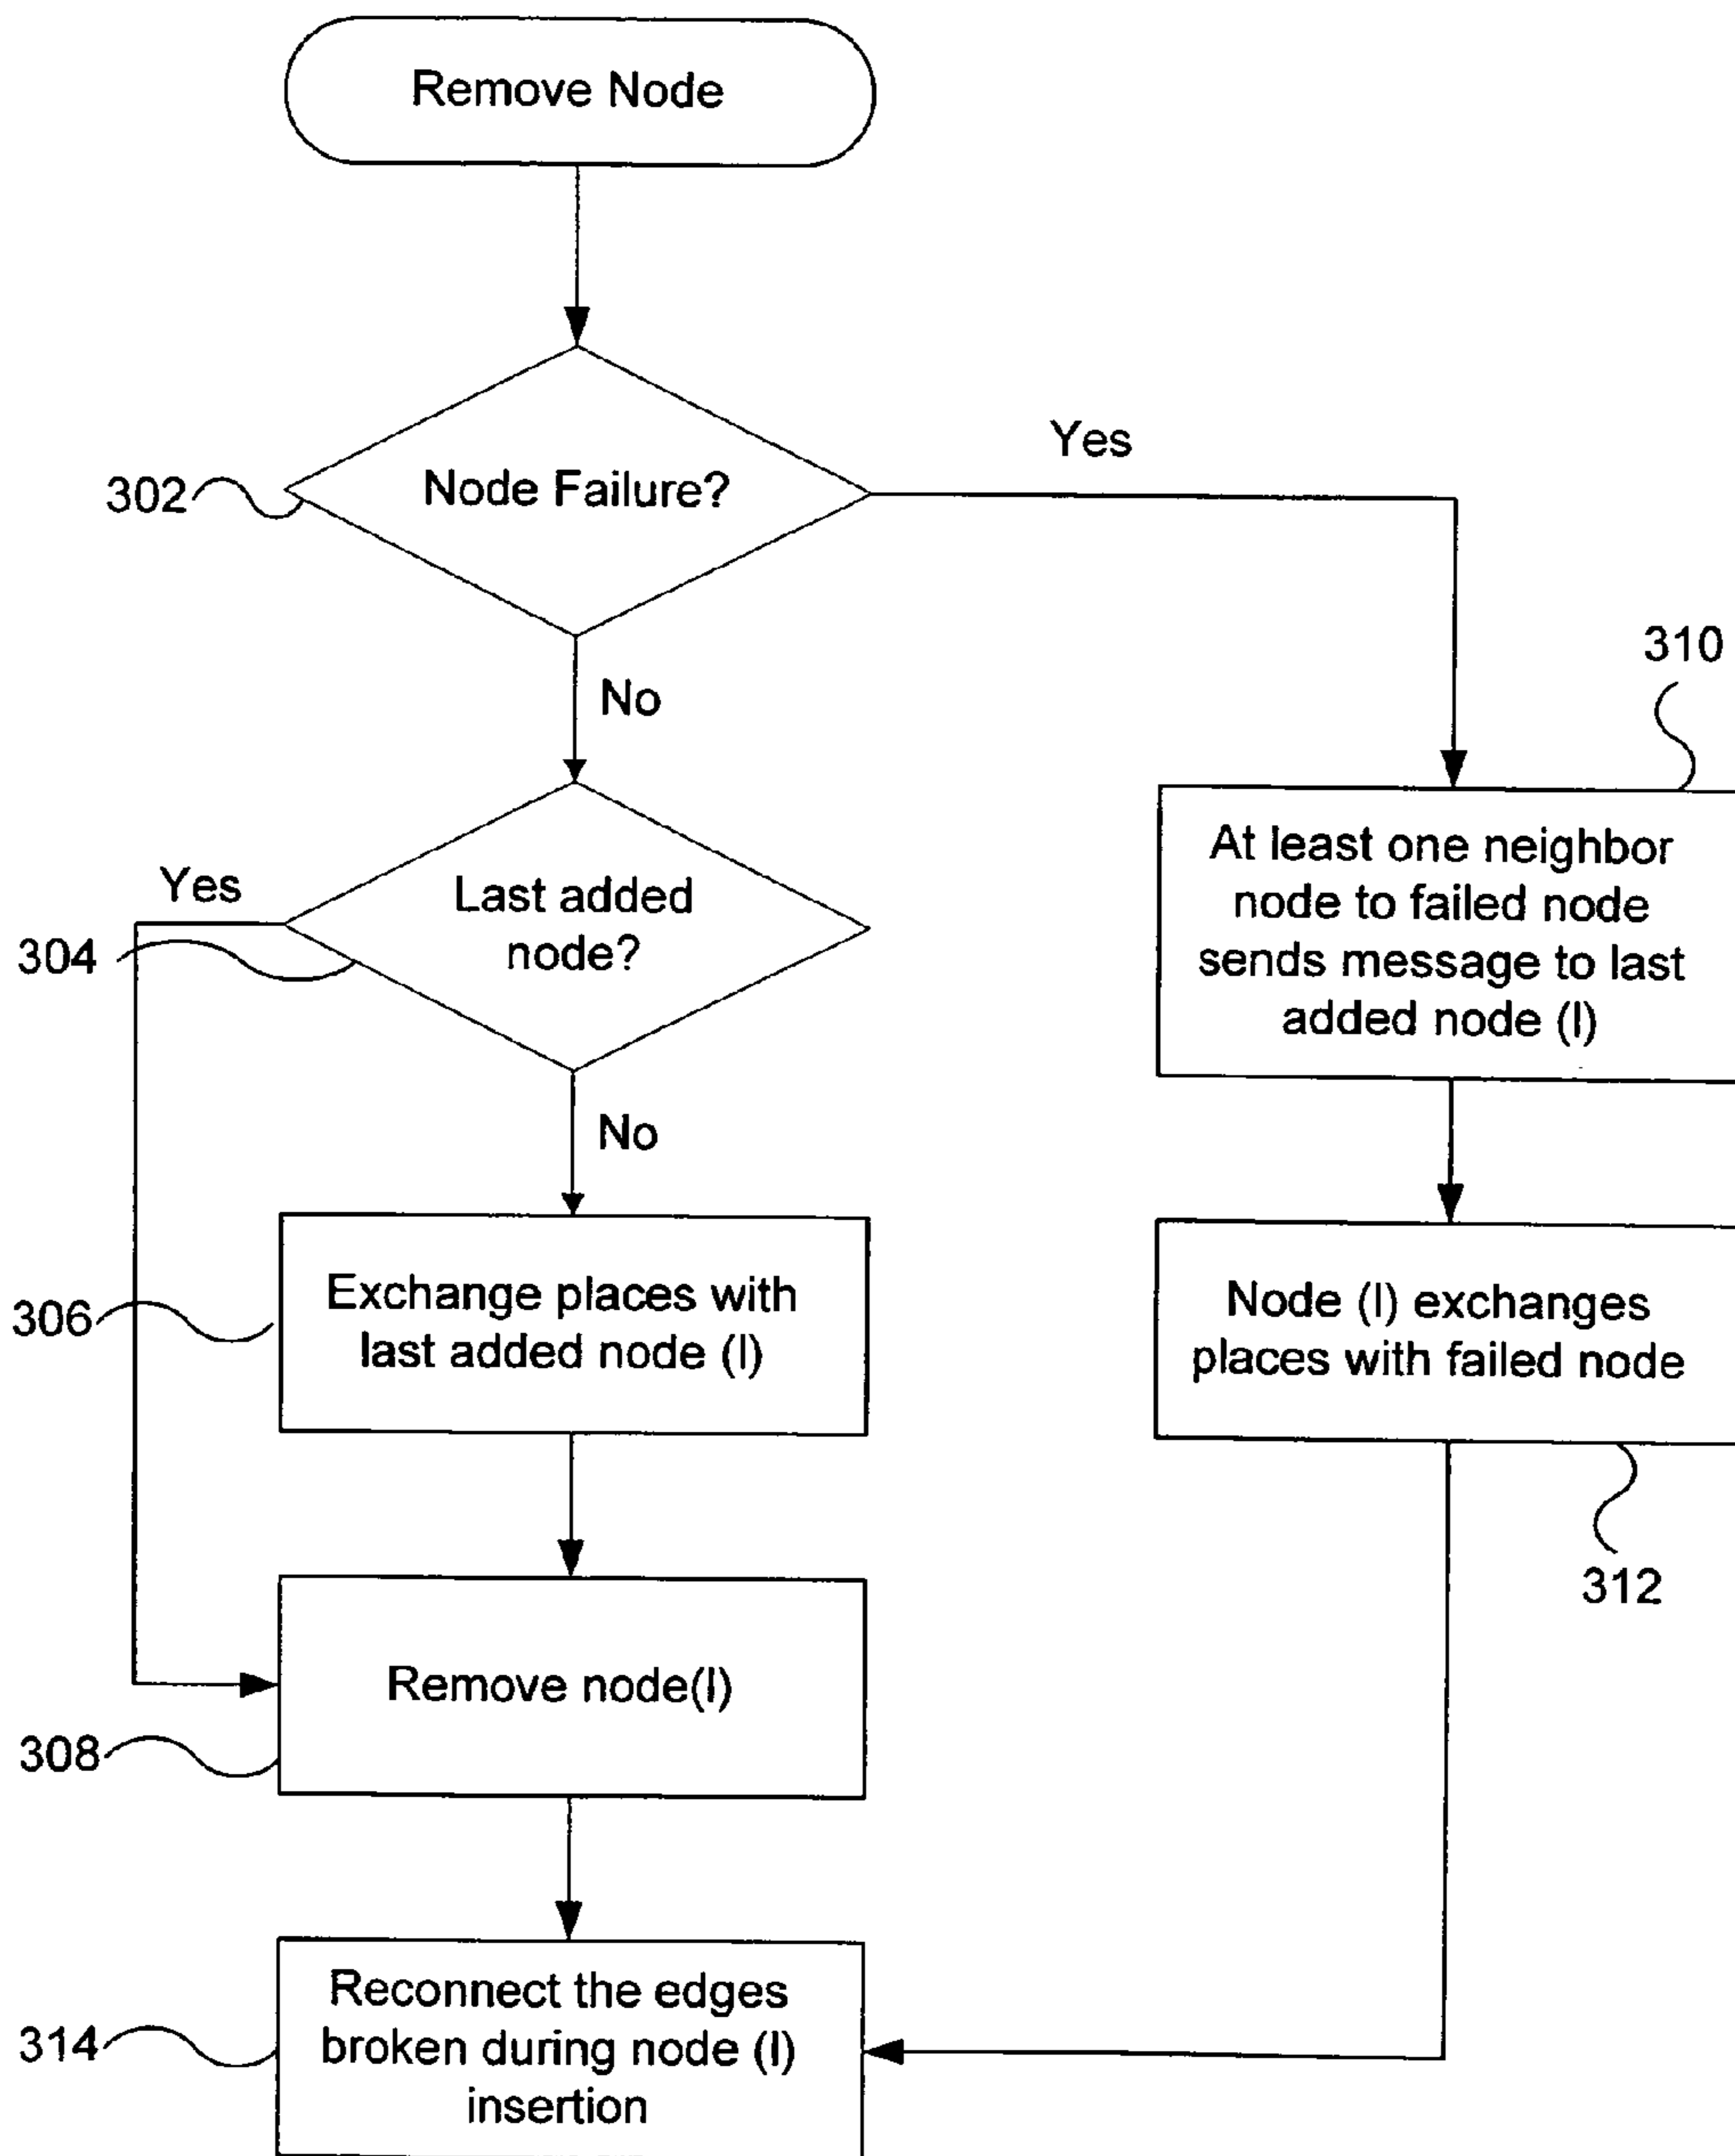 Remove Node
302
Node Failure?
Yes
No
310
At least one neighbor
node to failed node
sends message to last
added node (l)
Yes
304
Last added
node?
No
306
Exchange places with
last added node (l)
Node (l) exchanges
places with failed node
312
Remove node(l)
308
314
Reconnect the edges
broken during node (l)
insertion